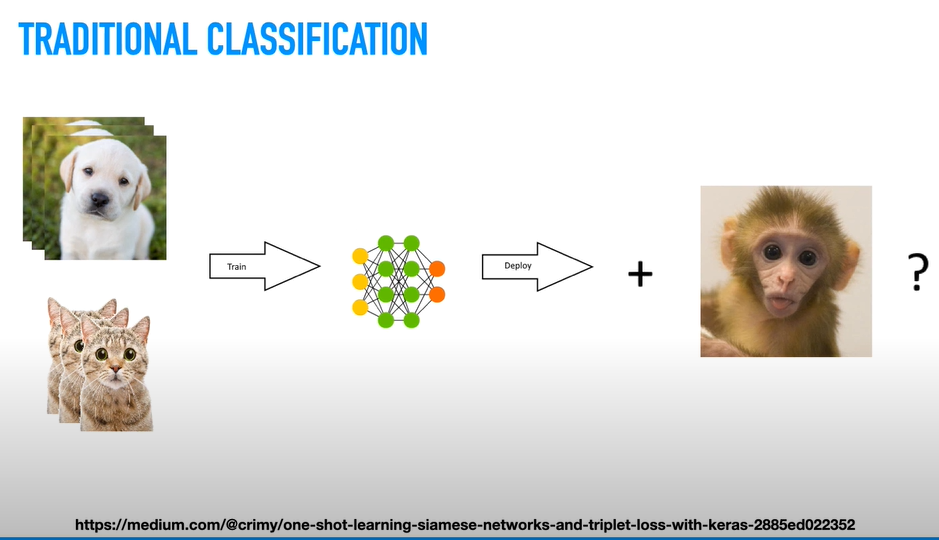 TRADITIONAL CLASSIFICATION
Train
Deploy
+
?
https://medium.com/@crimy/one-shot-learning-siamese-networks-and-triplet-loss-with-keras-2885ed022352